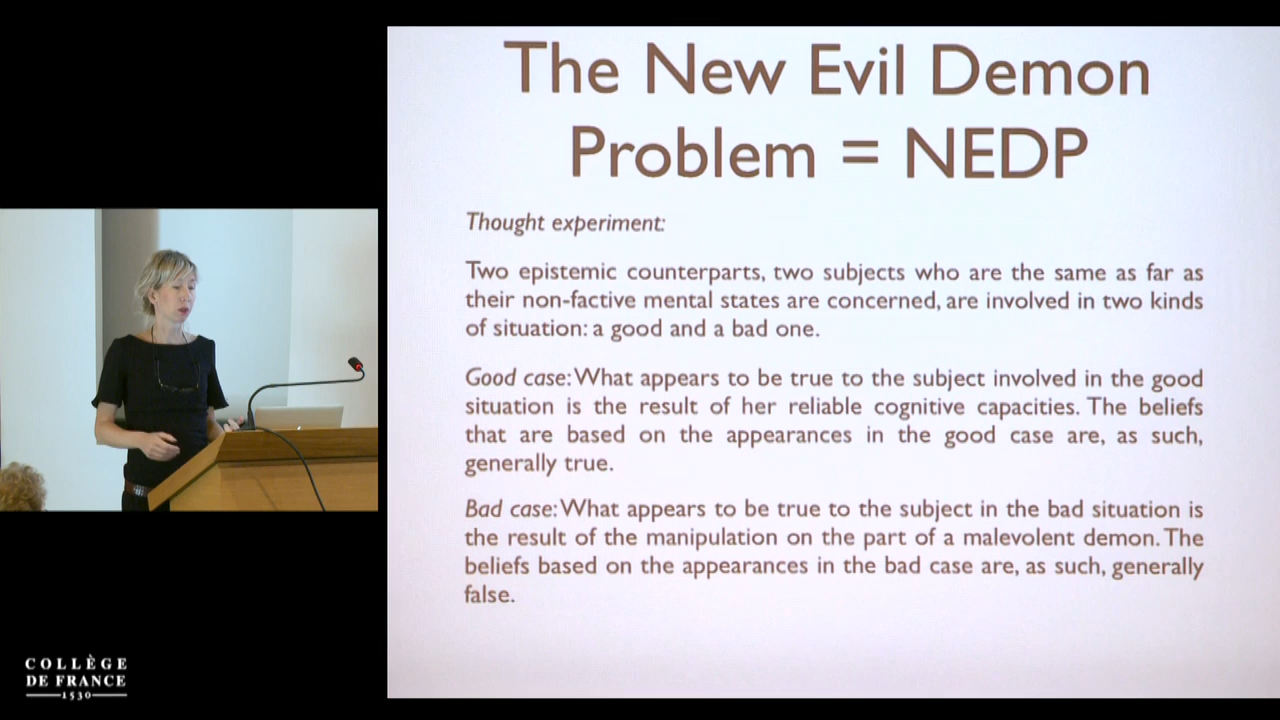 The New Evil Demon
Problem = NEDP
Thought experiment:
Two epistemic counterparts, two subjects who are the same as far as
their non-factive mental states are concerned, are involved in two kinds
of situation: a good and a bad one.
Good case: What appears to be true to the subject involved in the good
situation is the result of her reliable cognitive capacities. The beliefs
that are based on the appearances in the good case are, as such,
generally true.
Bad case: What appears to be true to the subject in the bad situation is
the result of the manipulation on the part of a malevolent demon. The
beliefs based on the appearances in the bad case are, as such, generally
false.
COLLÈGE
DE FRANCE
1530